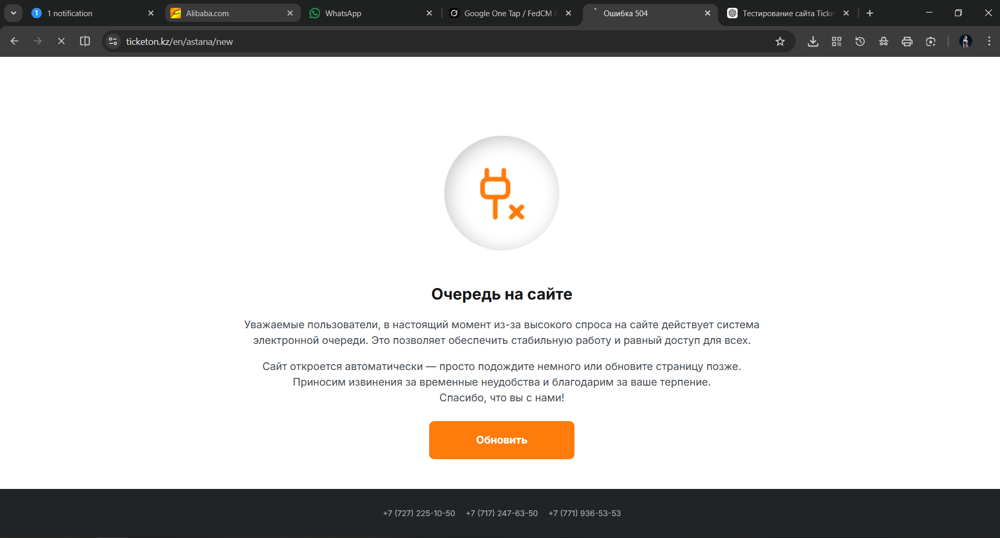 1
1 notification
Alibaba.com
WhatsApp
Google One Tap / FedCM
Ошибка 504
Тестирование сайта Ticke
ticketon.kz/en/astana/new
Очередь на сайте
Уважаемые пользователи, в настоящий момент из-за высокого спроса на сайте действует система
электронной очереди. Это позволяет обеспечить стабильную работу и равный доступ для всех.
Сайт откроется автоматически — просто подождите немного или обновите страницу позже.
Приносим извинения за временные неудобства и благодарим за ваше терпение.
Спасибо, что вы с нами!
Обновить
+7 (727) 225-10-50 +7 (717) 247-63-50 +7 (771) 936-53-53